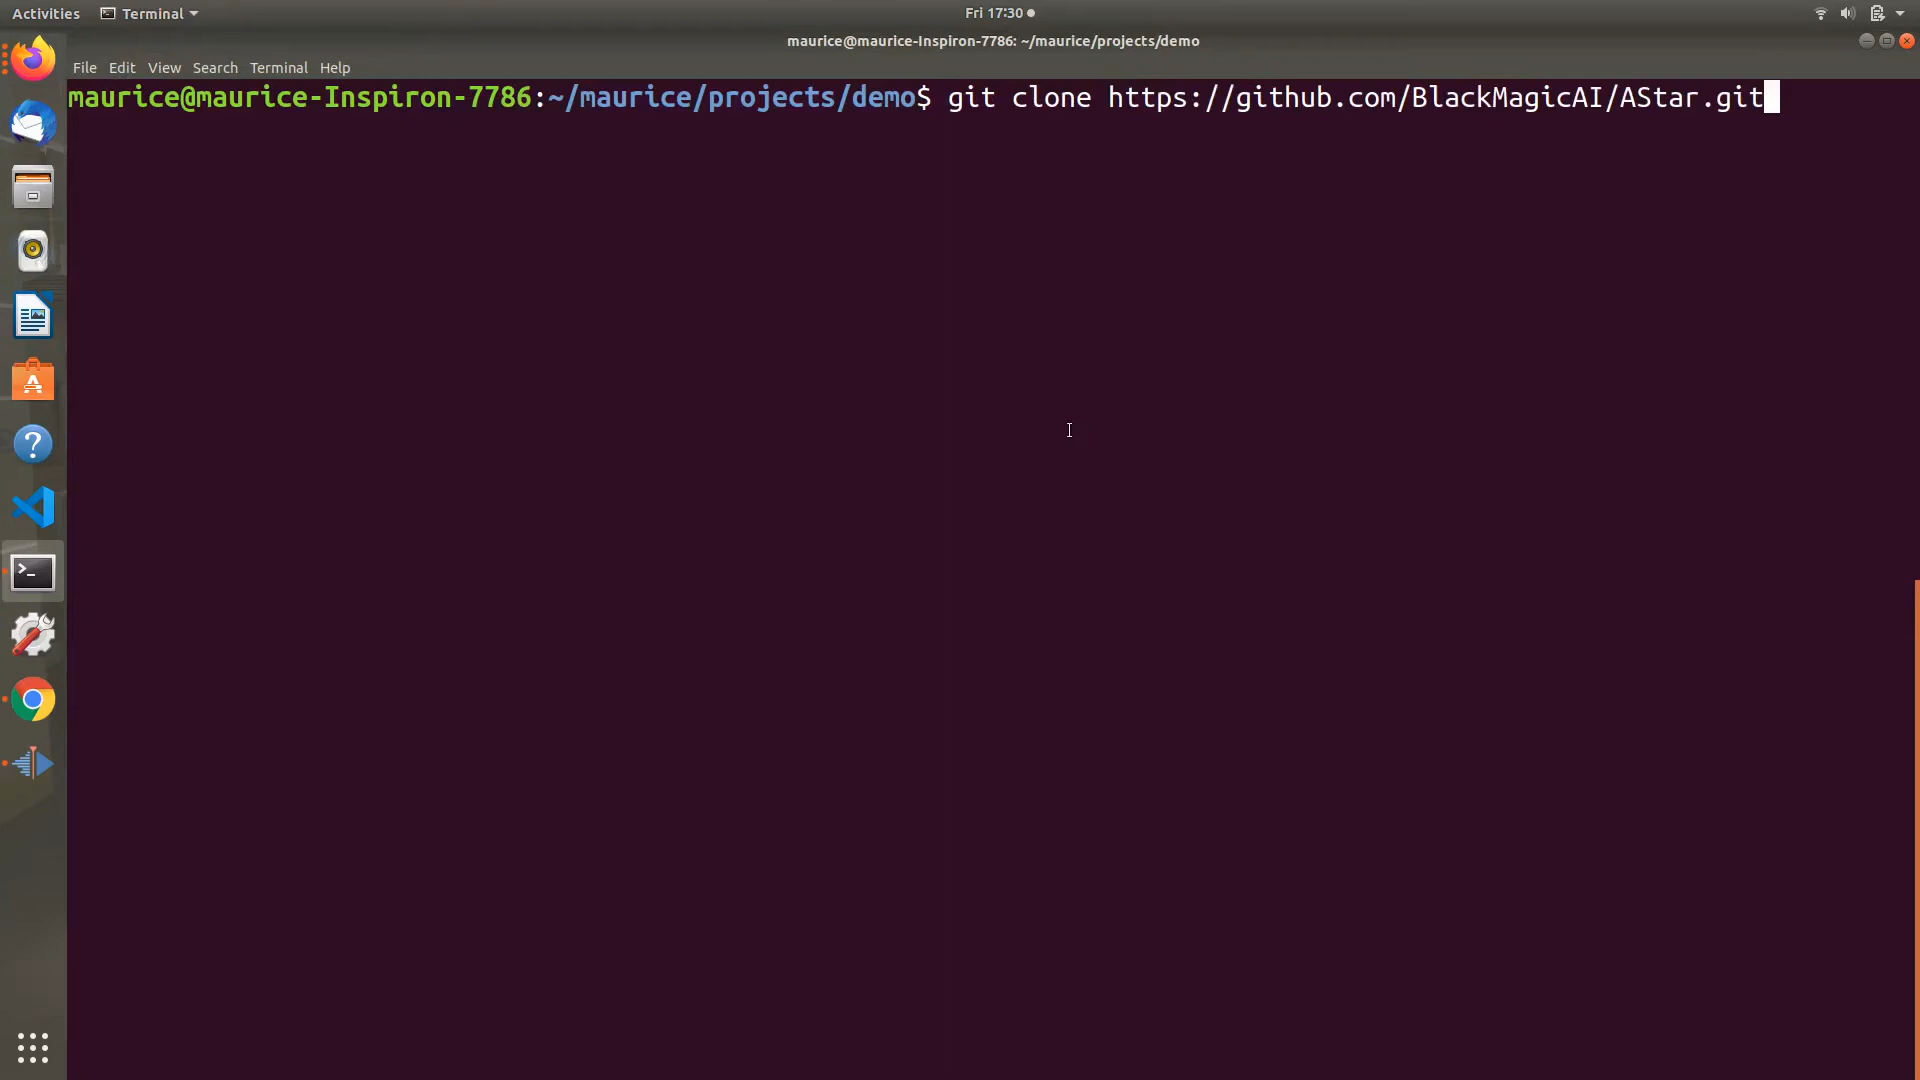 Activities Terminal Fri 17:30
maurice@maurice-Inspiron-7786: ~/maurice/projects/demo
File Edit View Search Terminal Help
maurice@maurice-Inspiron-7786:~/maurice/projects/demo$ git clone https://github.com/BlackMagicAI/AStar.git